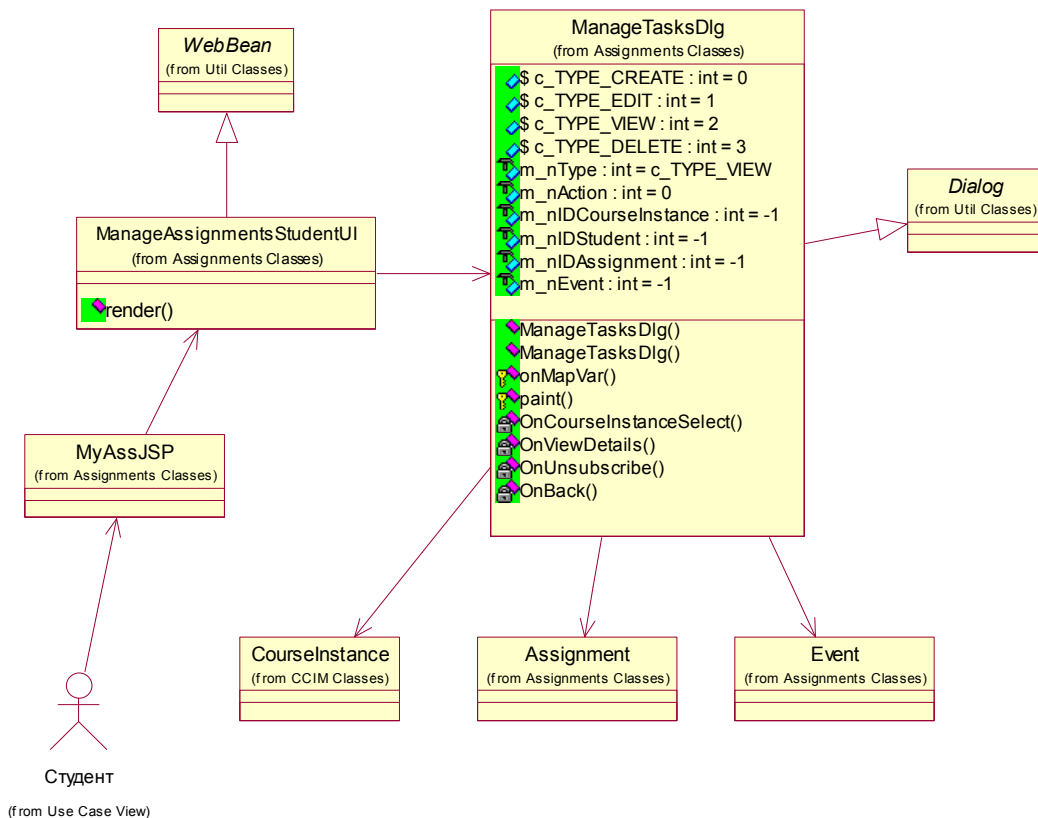 WebBean
(from Util Classes)
ManageTasksDlg
(from Assignments Classes)
$ c_TYPE_CREATE : int = 0
$ c_TYPE_EDIT : int = 1
$ c_TYPE_VIEW : int = 2
$ c_TYPE_DELETE : int = 3
m_nType : int = c_TYPE_VIEW
m_nAction : int = 0
m_nIDCourseInstance : int = -1
m_nIDStudent : int = -1
m_nIDAssignment : int = -1
m_nEvent : int = -1
ManageTasksDlg()
ManageTasksDlg()
onMapVar()
paint()
OnCourseInstanceSelect()
OnViewDetails()
OnUnsubscribe()
OnBack()
Dialog
(from Util Classes)
ManageAssignmentsStudentUI
(from Assignments Classes)
render()
MyAssJSP
(from Assignments Classes)
CourseInstance
(from CCIM Classes)
Assignment
(from Assignments Classes)
Event
(from Assignments Classes)
Студент
(from Use Case View)